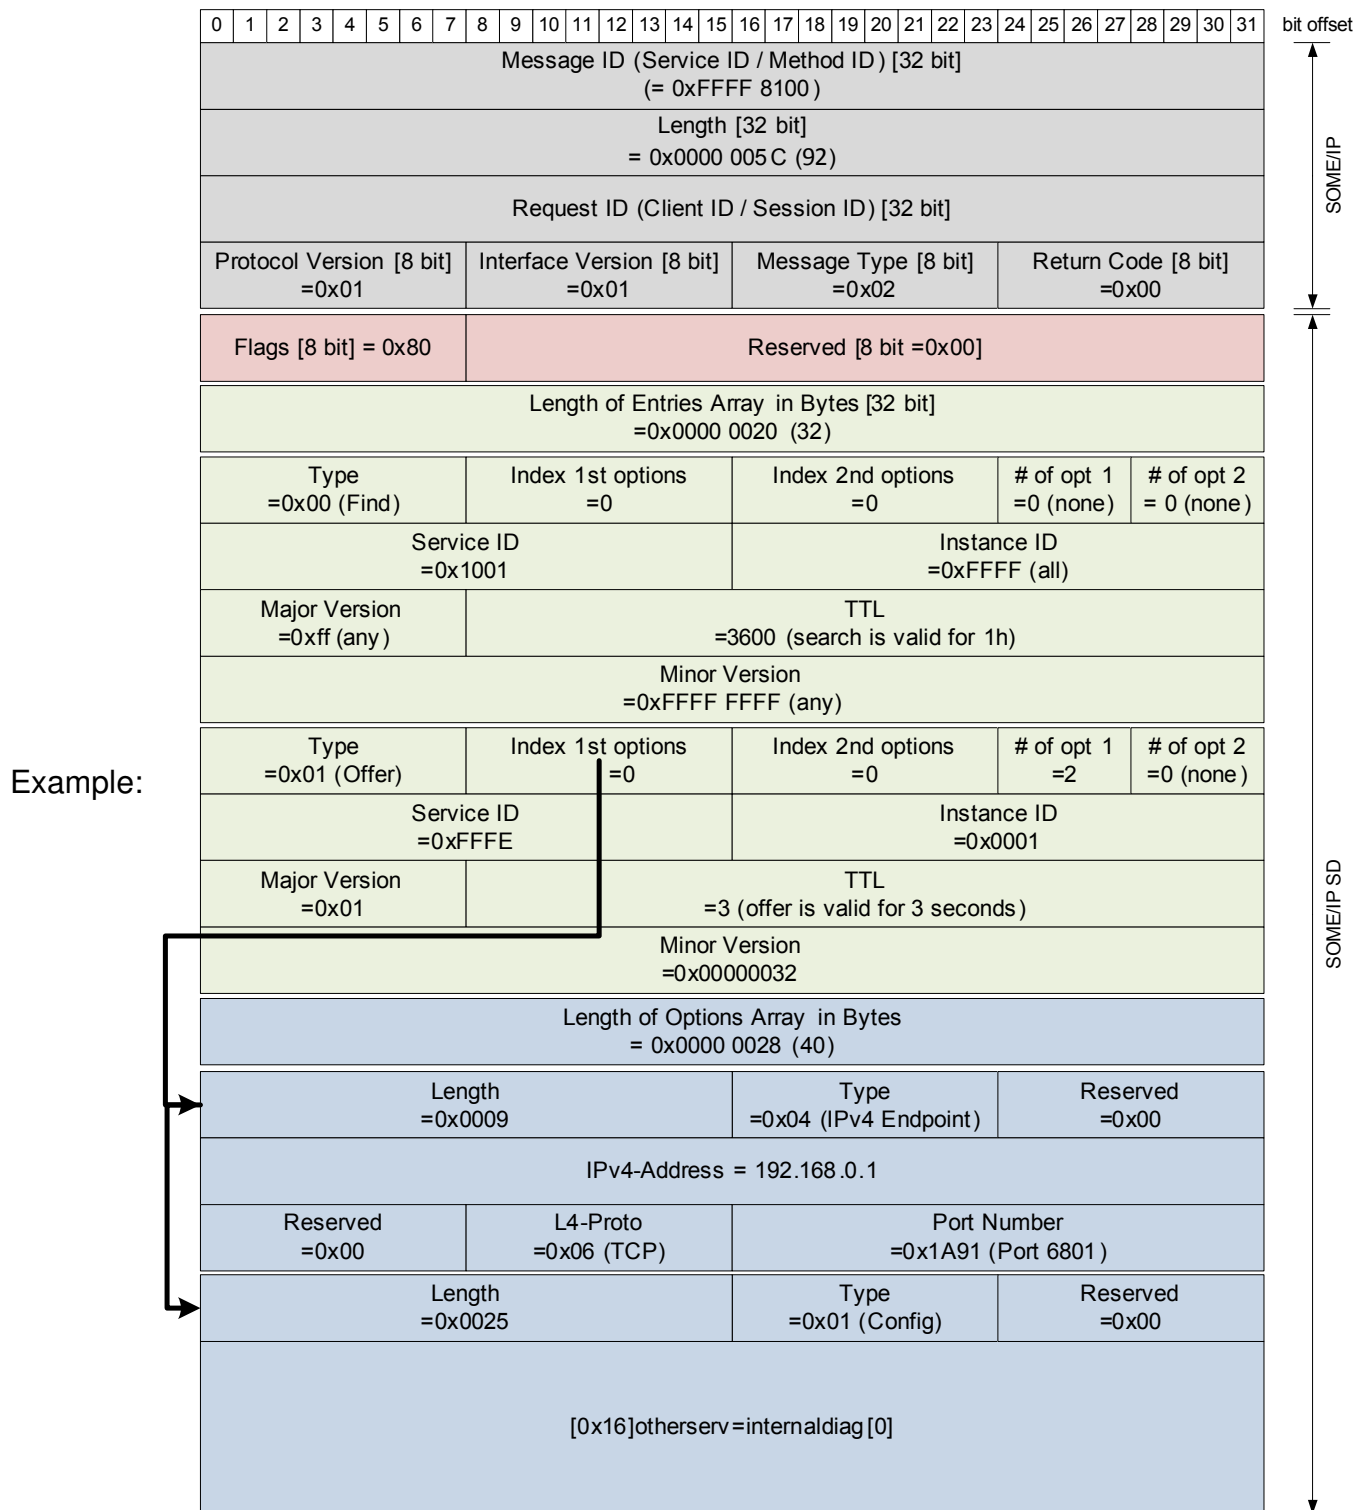 0 1 2 3 4 5 6 7 8 9 10 11 12 13 14 15 16 17 18 19 20 21 22 23 24 25 26 27 28 29 30 31 bit offset
Message ID (Service ID / Method ID) [32 bit]
(= 0xFFFF 8100)
Length [32 bit]
= 0x0000 005C (92)
Request ID (Client ID / Session ID) [32 bit]
Protocol Version [8 bit] Interface Version [8 bit] Message Type [8 bit] Return Code [8 bit]
=0x01 =0x01 =0x02 =0x00
SOME/IP
Flags [8 bit] = 0x80 Reserved [8 bit =0x00]
Length of Entries Array in Bytes [32 bit]
=0x0000 0020 (32)
Type Index 1st options Index 2nd options # of opt 1 # of opt 2
=0x00 (Find) =0 =0 =0 (none) = 0 (none)
Service ID Instance ID
=0x1001 =0xFFFF (all)
Major Version TTL
=0xff (any) =3600 (search is valid for 1h)
Minor Version
=0xFFFF FFFF (any)
Example:
Type Index 1st options Index 2nd options # of opt 1 # of opt 2
=0x01 (Offer) =0 =0 =2 =0 (none)
Service ID Instance ID
=0xFFFE =0x0001
Major Version TTL
=0x01 =3 (offer is valid for 3 seconds)
Minor Version
=0x00000032
SOME/IP SD
Length of Options Array in Bytes
= 0x0000 0028 (40)
Length Type Reserved
=0x0009 =0x04 (IPv4 Endpoint) =0x00
IPv4-Address = 192.168.0.1
Reserved L4-Proto Port Number
=0x00 =0x06 (TCP) =0x1A91 (Port 6801)
Length Type Reserved
=0x0025 =0x01 (Config) =0x00
[0x16]otherserv=internaldiag[0]